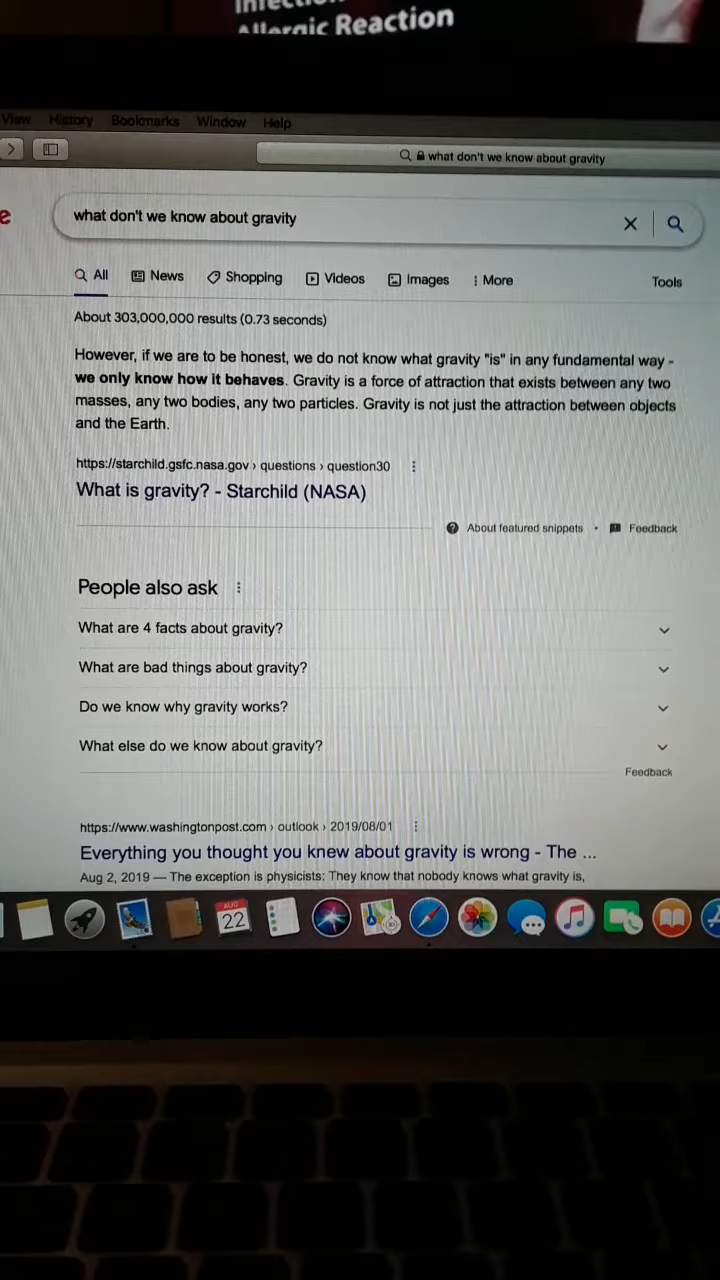 Allergic Reaction
View History Bookmarks Window Help
what don't we know about gravity
e
what don't we know about gravity
All News Shopping Videos Images More Tools
About 303,000,000 results (0.73 seconds)
However, if we are to be honest, we do not know what gravity "is" in any fundamental way -
we only know how it behaves. Gravity is a force of attraction that exists between any two
masses, any two bodies, any two particles. Gravity is not just the attraction between objects
and the Earth.
https://starchild.gsfc.nasa.gov › questions › question30
What is gravity? - Starchild (NASA)
About featured snippets • Feedback
People also ask
What are 4 facts about gravity?
What are bad things about gravity?
Do we know why gravity works?
What else do we know about gravity?
Feedback
https://www.washingtonpost.com › outlook › 2019/08/01
Everything you thought you knew about gravity is wrong - The ...
Aug 2, 2019 — The exception is physicists: They know that nobody knows what gravity is,
AUG
22